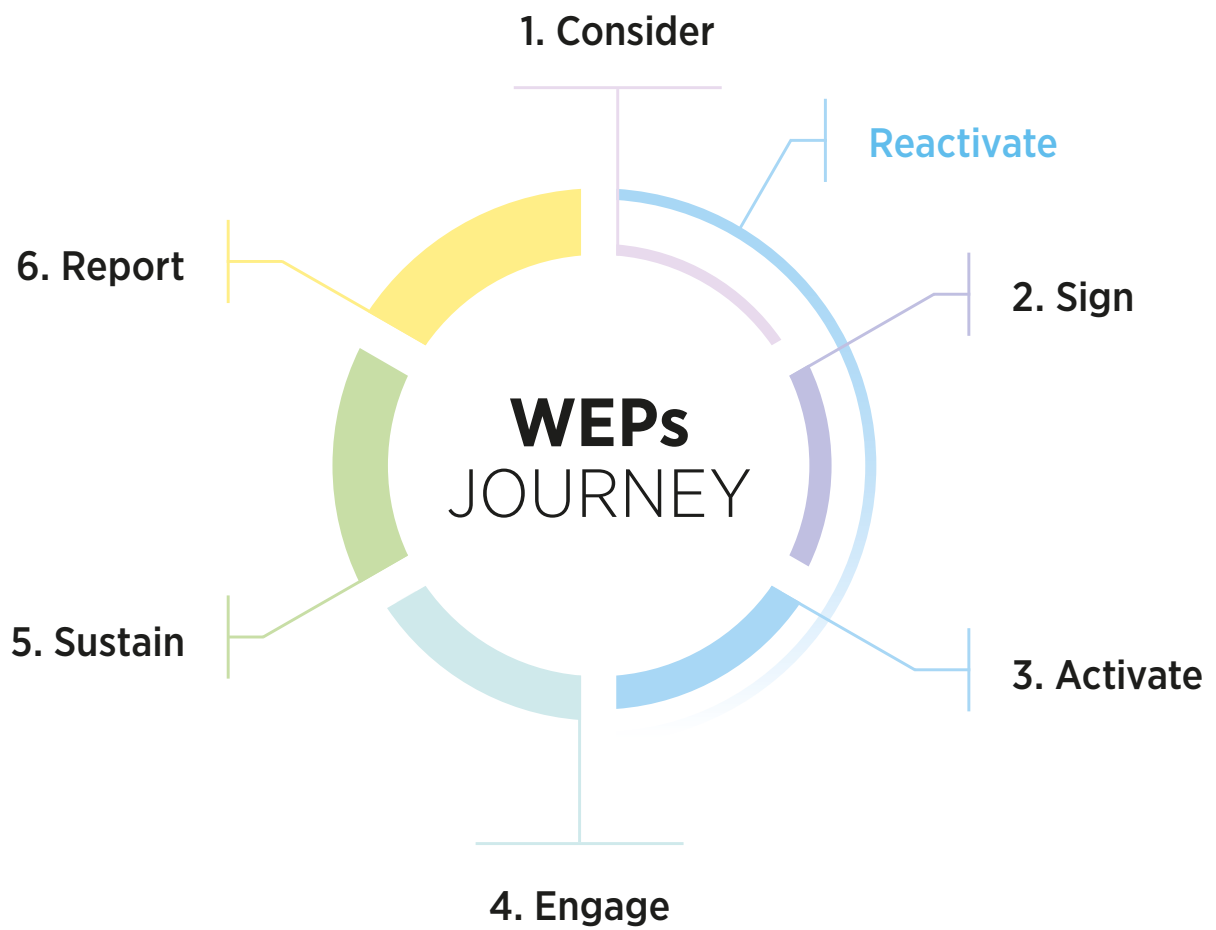 1. Consider
Reactivate
2. Sign
3. Activate
4. Engage
5. Sustain
6. Report
WEPs
JOURNEY